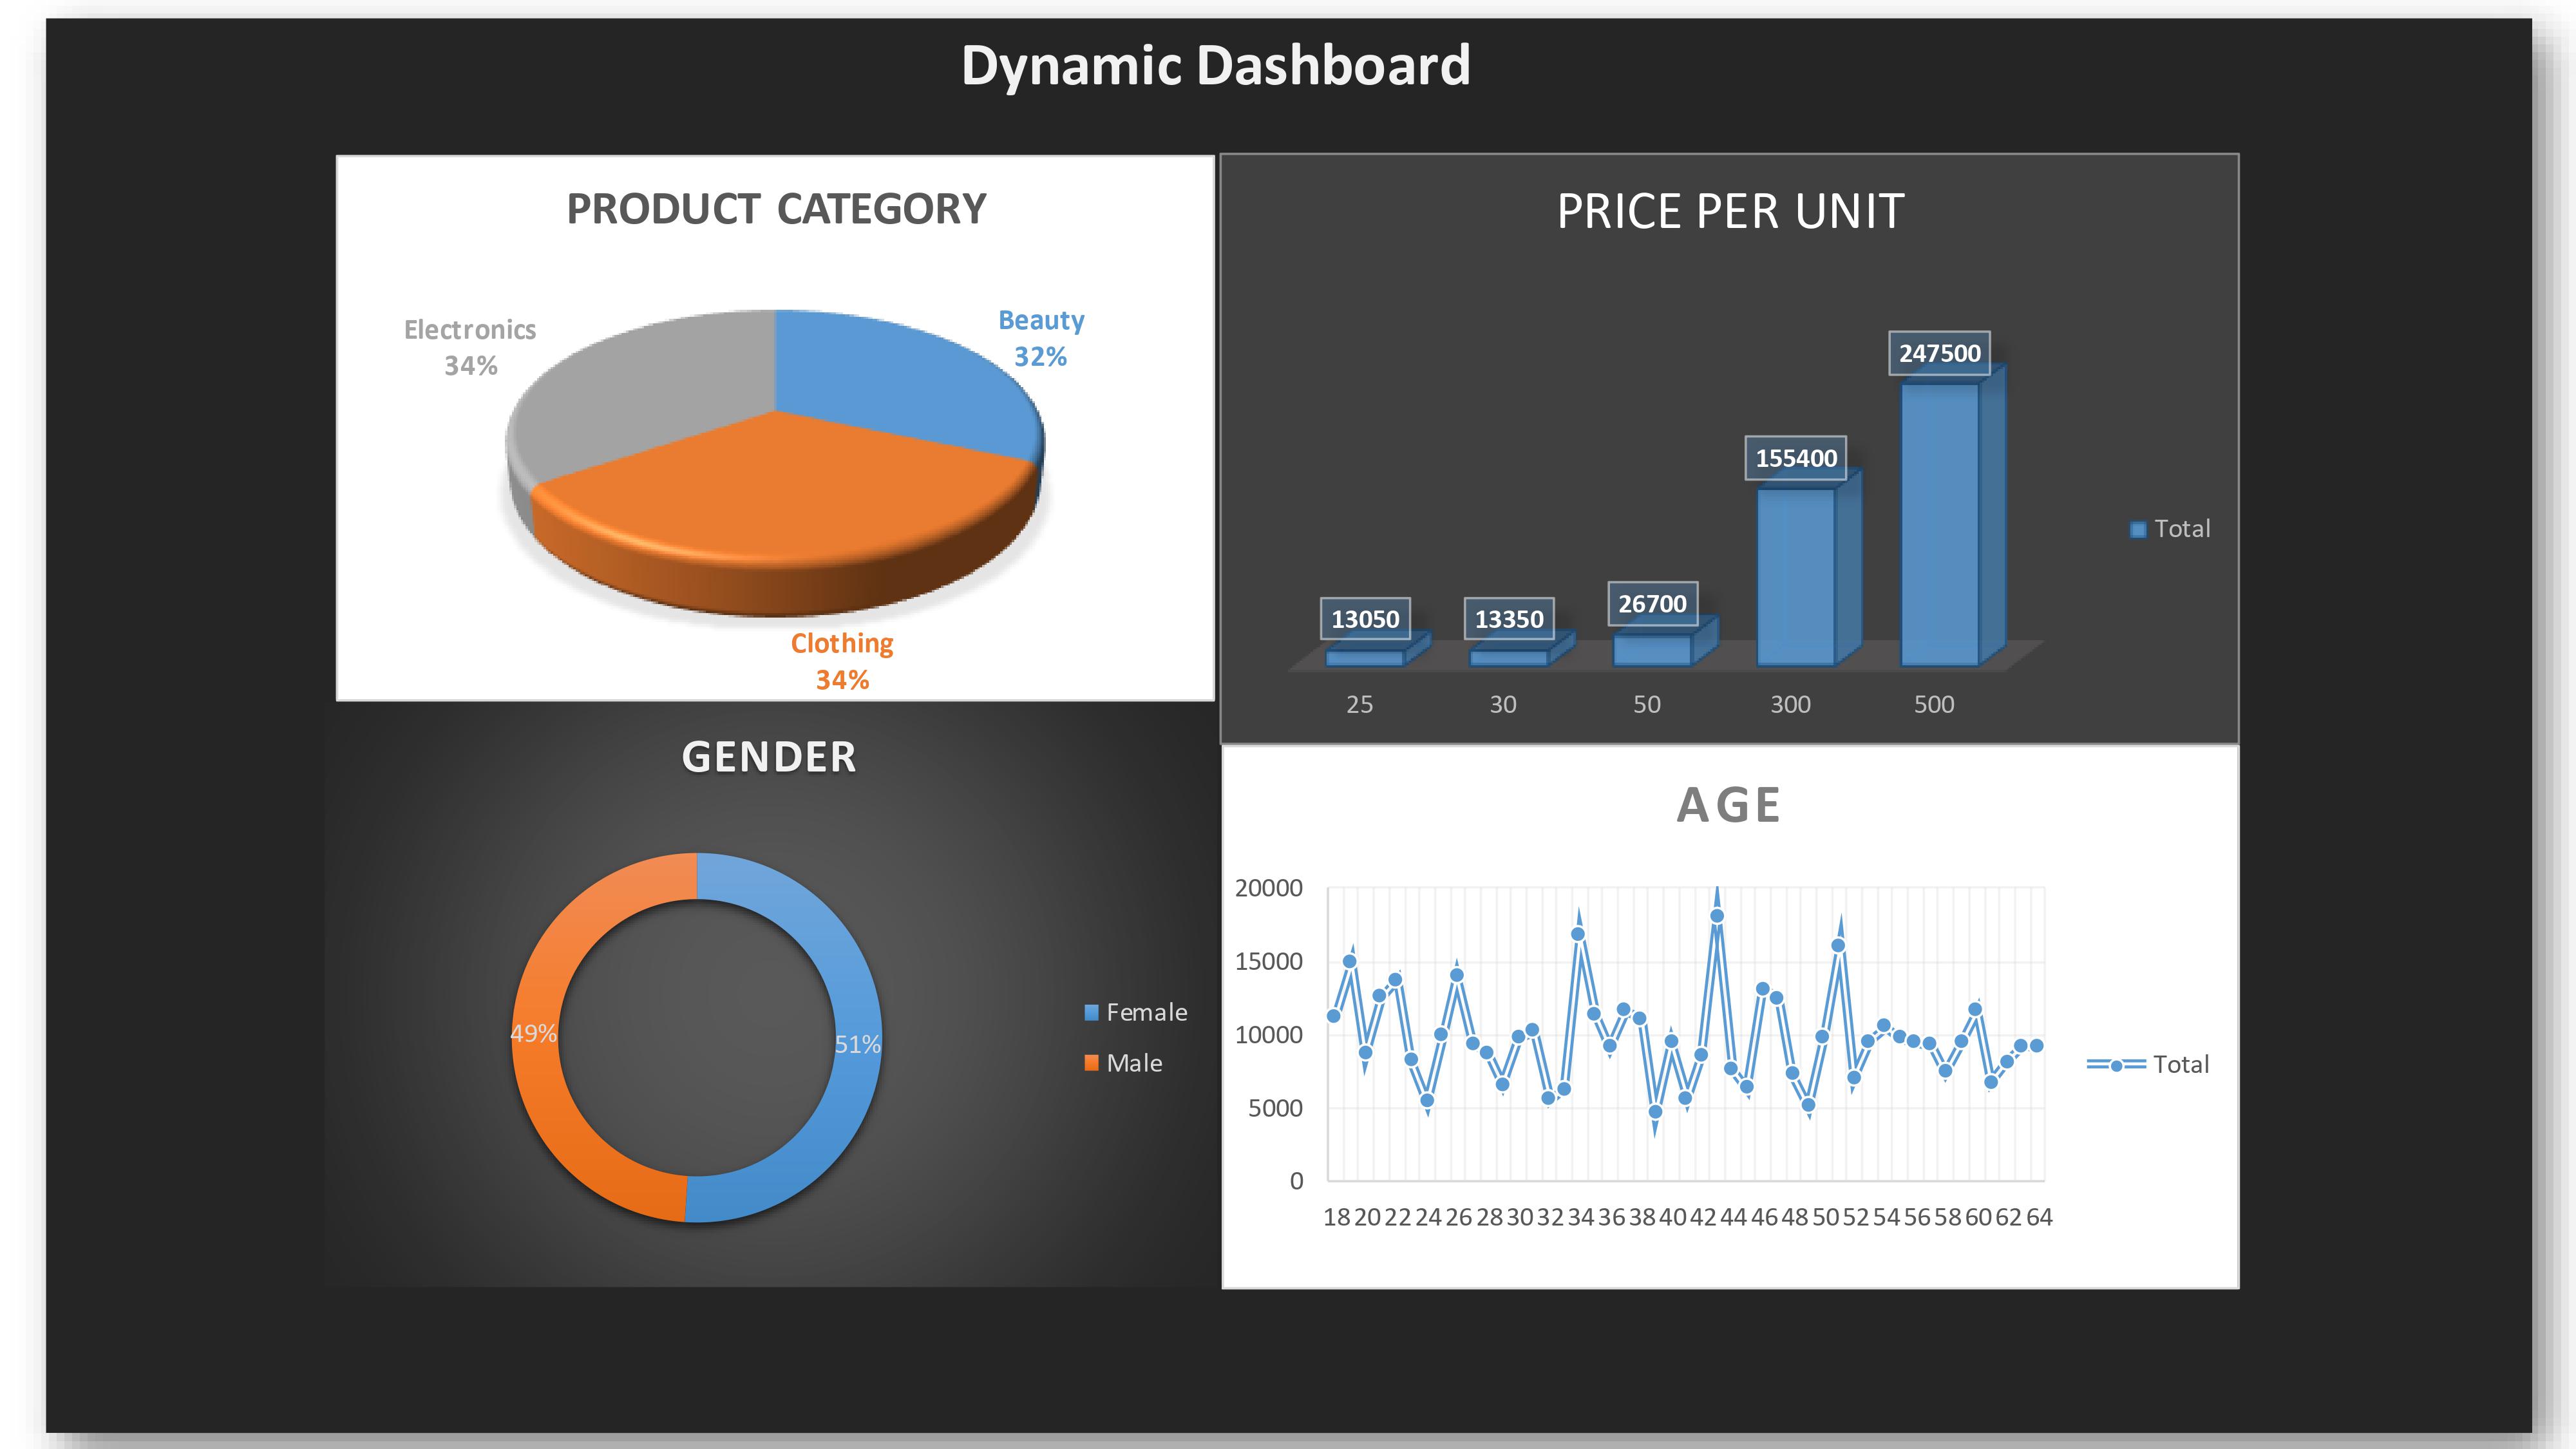 Dynamic Dashboard
PRODUCT CATEGORY
Electronics
34%
Beauty
32%
Clothing
34%
PRICE PER UNIT
247500
155400
26700
13050
13350
Total
25 30 50 300 500
GENDER
49%
51%
Female
Male
AGE
20000
15000
10000
5000
0
Total
18 20 22 24 26 28 30 32 34 36 38 40 42 44 46 48 50 52 54 56 58 60 62 64